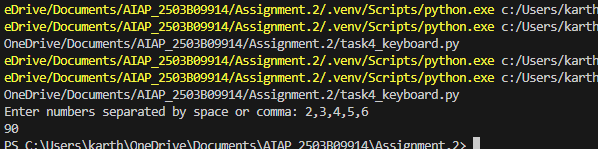 eDrive/Documents/AIAP_2503B09914/Assignment.2/.venv/Scripts/python.exe c:/Users/karth
eDrive/Documents/AIAP_2503B09914/Assignment.2/.venv/Scripts/python.exe c:/Users/karth
OneDrive/Documents/AIAP_2503B09914/Assignment.2/task4_keyboard.py
eDrive/Documents/AIAP_2503B09914/Assignment.2/.venv/Scripts/python.exe c:/Users/karth
eDrive/Documents/AIAP_2503B09914/Assignment.2/.venv/Scripts/python.exe c:/Users/karth
OneDrive/Documents/AIAP_2503B09914/Assignment.2/task4_keyboard.py
Enter numbers separated by space or comma: 2,3,4,5,6
90
PS C:\Users\karth\OneDrive\Documents\AIAP_2503B09914\Assignment.2>